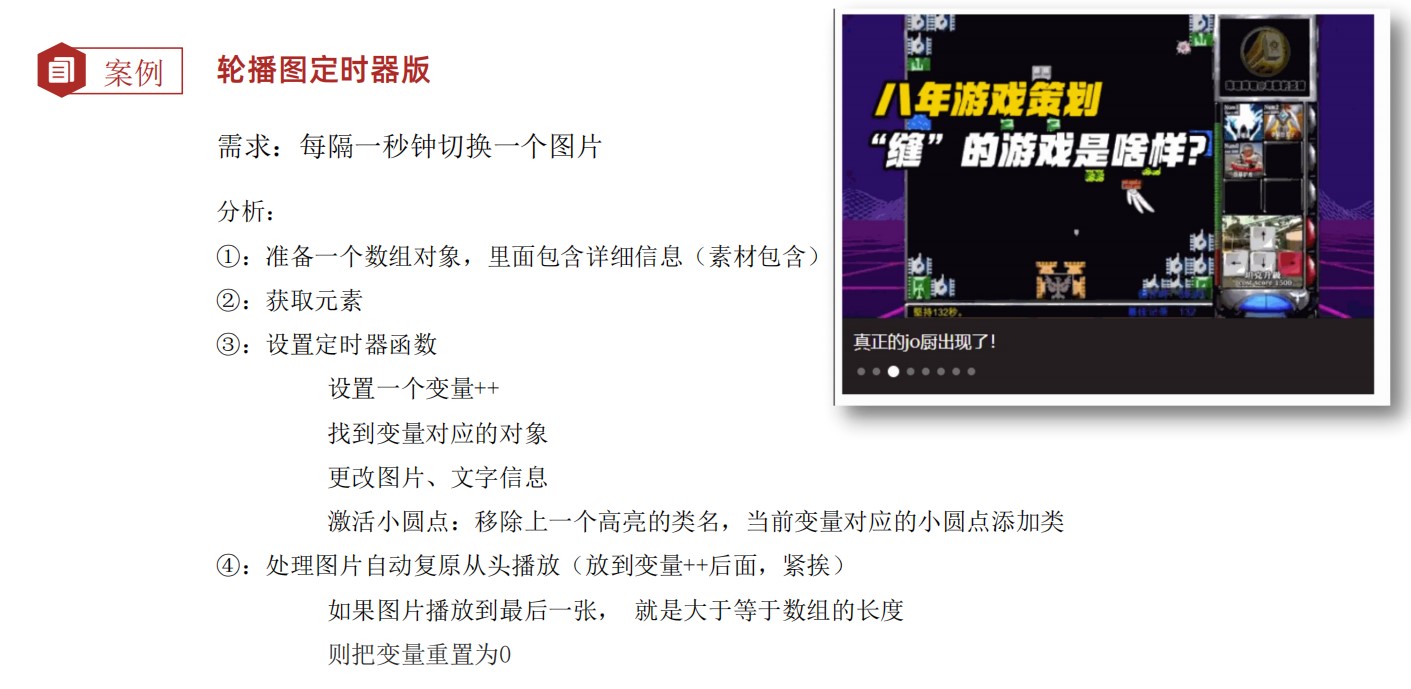 案例
轮播图定时器版
需求：每隔一秒钟切换一个图片
分析：
①：准备一个数组对象，里面包含详细信息（素材包含）
②：获取元素
③：设置定时器函数
设置一个变量++
找到变量对应的对象
更改图片、文字信息
激活小圆点：移除上一个高亮的类名，当前变量对应的小圆点添加类
④：处理图片自动复原从头播放（放到变量++后面，紧挨）
如果图片播放到最后一张， 就是大于等于数组的长度
则把变量重置为0
八年游戏策划
“缝”的游戏是啥样?
坚持132秒。
真正的jo厨出现了！